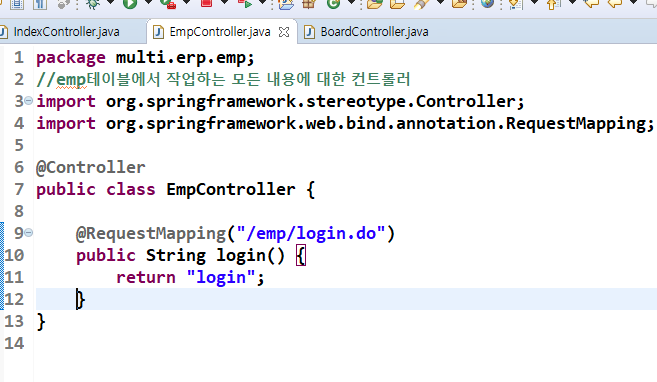 IndexController.java EmpController.java BoardController.java
1 package multi.erp.emp;
2 //emp테이블에서 작업하는 모든 내용에 대한 컨트롤러
3 import org.springframework.stereotype.Controller;
4 import org.springframework.web.bind.annotation.RequestMapping;
5
6 @Controller
7 public class EmpController {
8
9 @RequestMapping("/emp/login.do")
10 public String login() {
11 return "login";
12 }
13 }
14